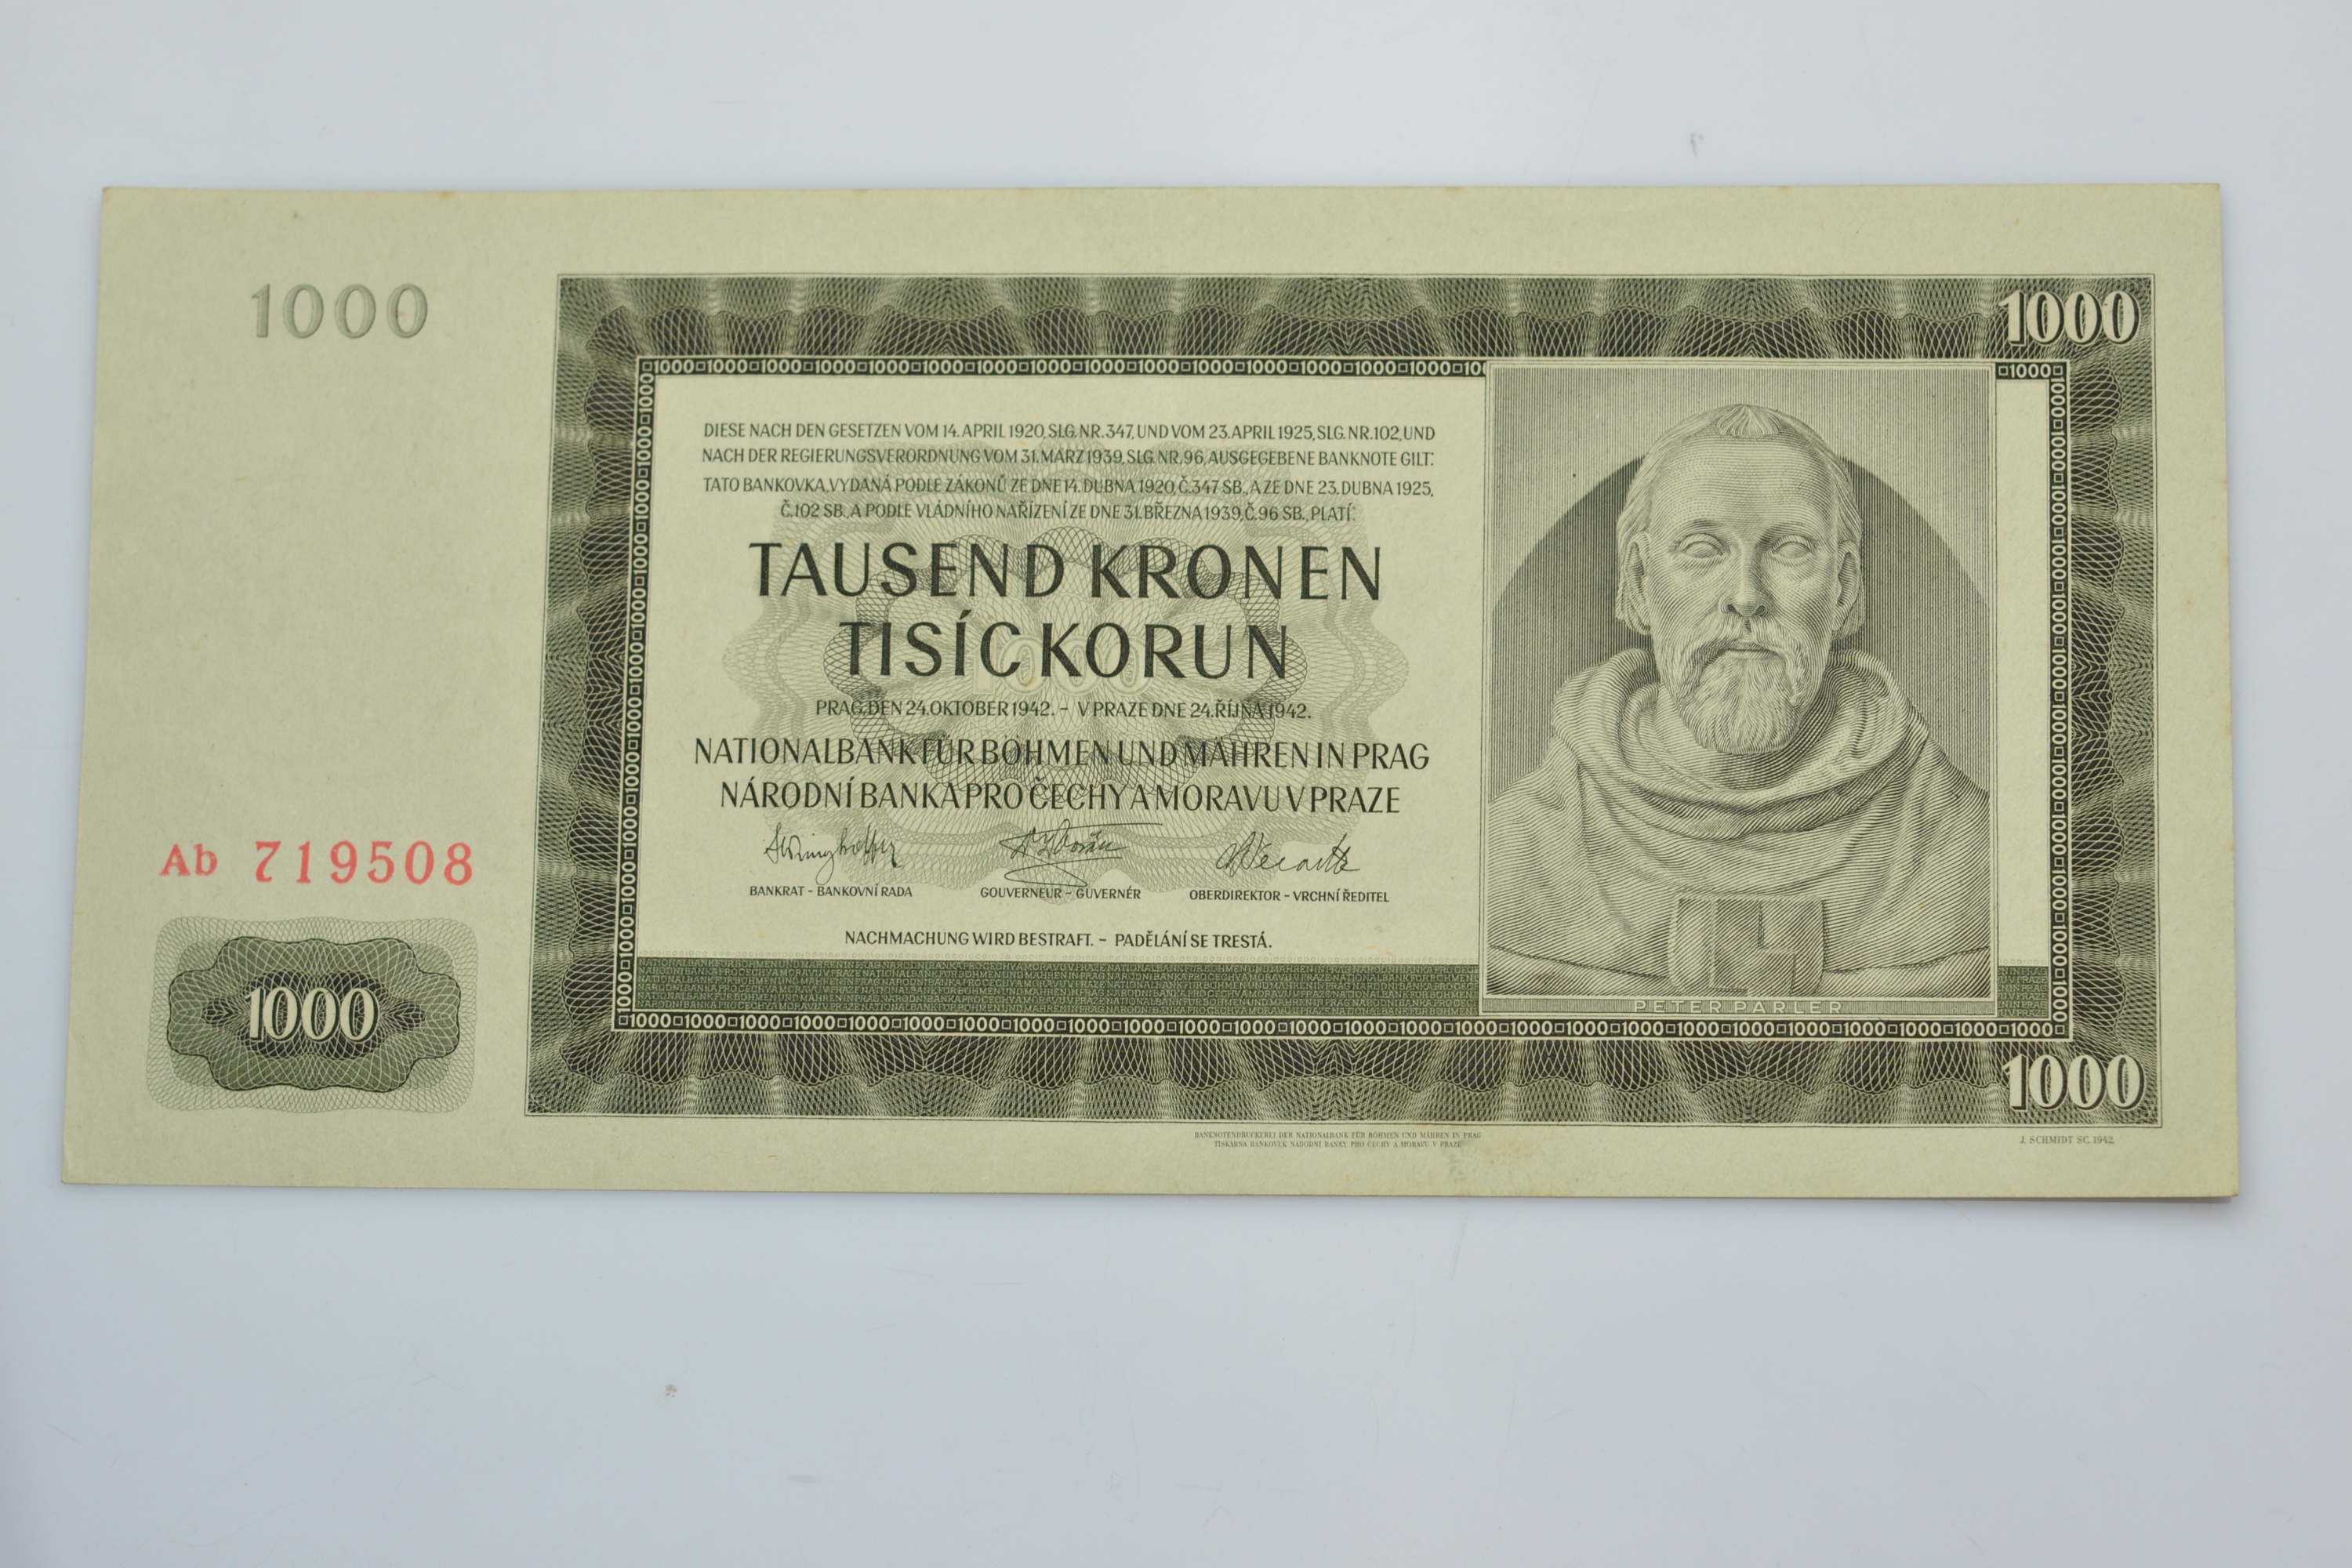 1000
1000
DIESE NACH DEN GESETZEN VOM 14. APRIL 1920, SLG. NR. 347, UND VOM 23. APRIL 1925, SLG. NR. 102, UND
NACH DER REGIERUNGSVERORDNUNG VOM 31. MÄRZ 1939, SLG. NR. 96, AUSGEGEBENE BANKNOTE GILT:
TATO BANKOVKA, VYDANÁ PODLE ZÁKONŮ ZE DNE 14. DUBNA 1920, Č. 347 SB., A ZE DNE 23. DUBNA 1925,
Č. 102 SB., A PODLE VLÁDNÍHO NAŘÍZENÍ ZE DNE 31. BŘEZNA 1939, Č. 96 SB., PLATÍ:
TAUSEND KRONEN
TISÍC KORUN
PRAG, DEN 24. OKTOBER 1942. – V PRAZE DNE 24. ŘÍJNA 1942.
NATIONALBANK FÜR BÖHMEN UND MÄHREN IN PRAG
NÁRODNÍ BANKA PRO ČECHY A MORAVU V PRAZE
BANKRAT – BANKOVNÍ RADA
GOUVERNEUR – GUVERNÉR
OBERDIREKTOR – VRCHNÍ ŘEDITEL
NACHMACHUNG WIRD BESTRAFT. – PADĚLÁNÍ SE TRESTÁ.
Ab 719508
1000
PETER PARLER
1000
BANKNOTENDRUCKEREI DER NATIONALBANK FÜR BÖHMEN UND MÄHREN IN PRAG
TISKÁRNA BANKOVEK NÁRODNÍ BANKY PRO ČECHY A MORAVU V PRAZE
J. SCHMIDT SC. 1942.